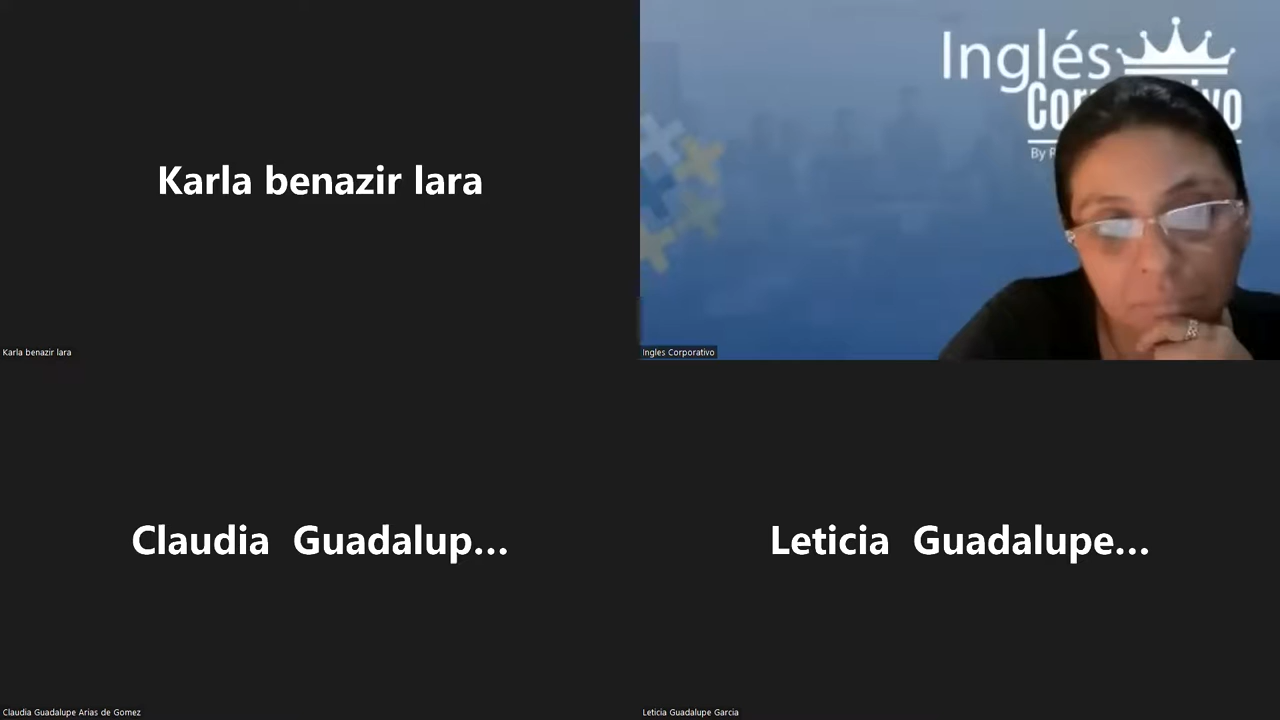 Karla benazir lara
Karla benazir lara
Inglés
By
Ingles Corporativo
Claudia Guadalup...
Claudia Guadalupe Arias de Gomez
Leticia Guadalupe...
Leticia Guadalupe Garcia